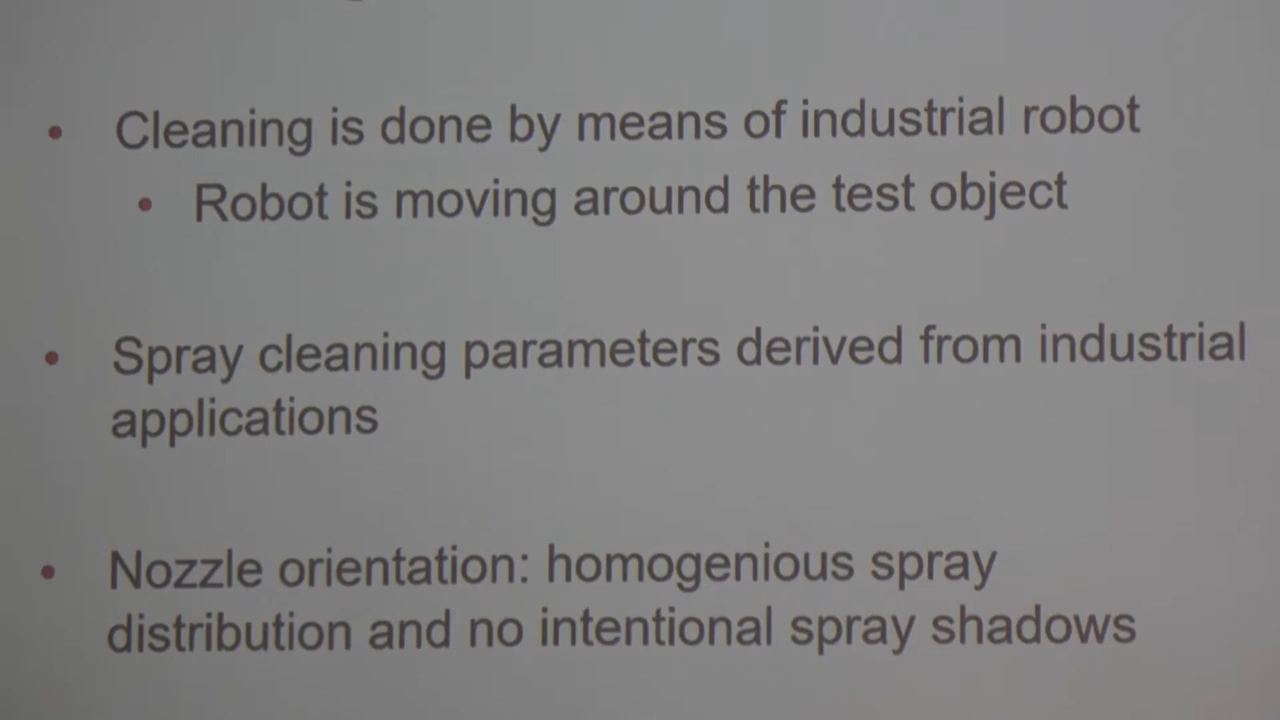 • Cleaning is done by means of industrial robot
• Robot is moving around the test object
• Spray cleaning parameters derived from industrial
applications
• Nozzle orientation: homogenious spray
distribution and no intentional spray shadows